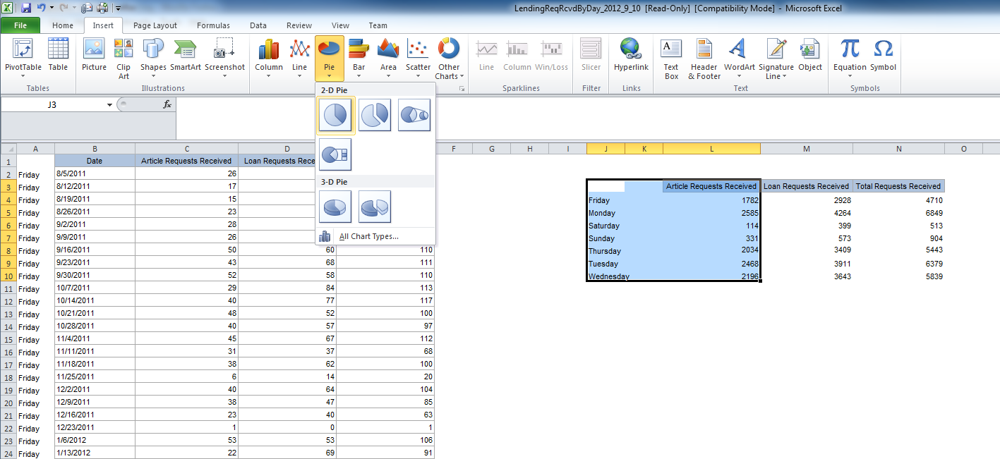 LendingReqRcvdByDay_2012_9_10 [Read-Only] [Compatibility Mode] - Microsoft Excel
File Home Insert Page Layout Formulas Data Review View Team
PivotTable Table Picture Clip Art Shapes SmartArt Screenshot Column Line Pie Bar Area Scatter Other Charts Line Column Win/Loss Slicer Hyperlink Text Box Header & Footer WordArt Signature Line Object Equation Symbol
Tables Illustrations Sparklines Filter Links Text Symbols
2-D Pie
3-D Pie
All Chart Types...
J3 fx
A B C D F G H I J K L M N O
1 Date Article Requests Received Loan Requests Rece
2 Friday 8/5/2011 26
3 Friday 8/12/2011 17 Article Requests Received Loan Requests Received Total Requests Received
4 Friday 8/19/2011 15 Friday 1782 2928 4710
5 Friday 8/26/2011 23 Monday 2585 4264 6849
6 Friday 9/2/2011 28 Saturday 114 399 513
7 Friday 9/9/2011 26 Sunday 331 573 904
8 Friday 9/16/2011 50 60 110 Thursday 2034 3409 5443
9 Friday 9/23/2011 43 68 111 Tuesday 2468 3911 6379
10 Friday 9/30/2011 52 58 110 Wednesday 2196 3643 5839
11 Friday 10/7/2011 29 84 113
12 Friday 10/14/2011 40 77 117
13 Friday 10/21/2011 48 52 100
14 Friday 10/28/2011 40 57 97
15 Friday 11/4/2011 45 67 112
16 Friday 11/11/2011 31 37 68
17 Friday 11/18/2011 38 62 100
18 Friday 11/25/2011 6 14 20
19 Friday 12/2/2011 40 64 104
20 Friday 12/9/2011 38 47 85
21 Friday 12/16/2011 23 40 63
22 Friday 12/23/2011 1 0 1
23 Friday 1/6/2012 53 53 106
24 Friday 1/13/2012 22 69 91